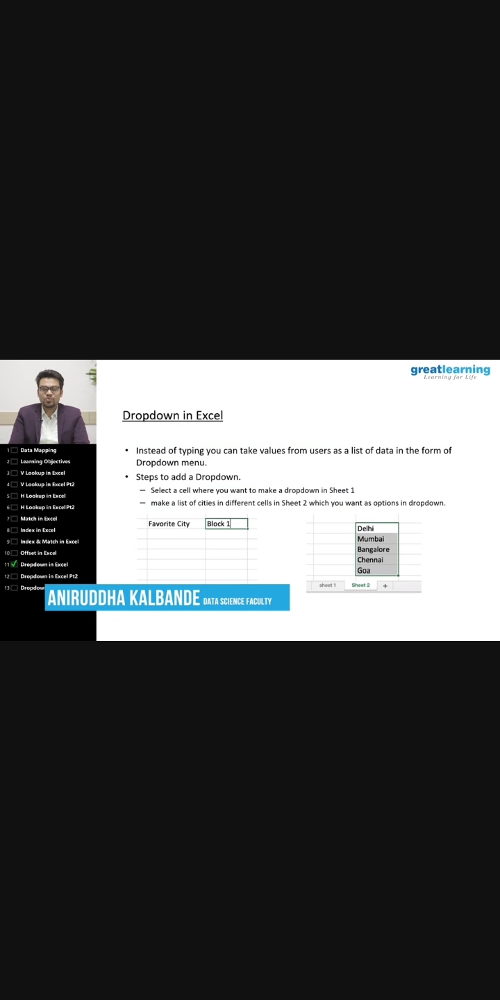 greatlearning
Learning for Life
Dropdown in Excel
• Instead of typing you can take values from users as a list of data in the form of
Dropdown menu.
• Steps to add a Dropdown.
— Select a cell where you want to make a dropdown in Sheet 1
— make a list of cities in different cells in Sheet 2 which you want as options in dropdown.
Favorite City Block 1
Delhi
Mumbai
Bangalore
Chennai
Goa
sheet 1 Sheet 2 +
1 Data Mapping
2 Learning Objectives
3 V Lookup in Excel
4 V Lookup in Excel Pt2
5 H Lookup in Excel
6 H Lookup in Excel Pt2
7 Match in Excel
8 Index in Excel
9 Index & Match in Excel
10 Offset in Excel
11 Dropdown in Excel
12 Dropdown in Excel Pt2
13 Dropdow
ANIRUDDHA KALBANDE DATA SCIENCE FACULTY